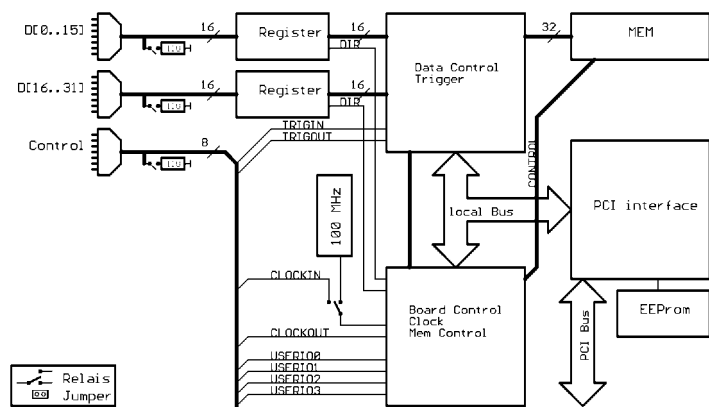 D[0..15]
16
Register
16
DIR
Data Control
Trigger
32
MEM
D[16..31]
16
Register
16
DIR
Control
8
TRIGIN
TRIGOUT
CONTROL
100 MHz
local Bus
PCI interface
CLOCKIN
CLOCKOUT
Board Control
Clock
Mem Control
EEProm
PCI Bus
USERIO0
USERIO1
USERIO2
USERIO3
Relais
Jumper